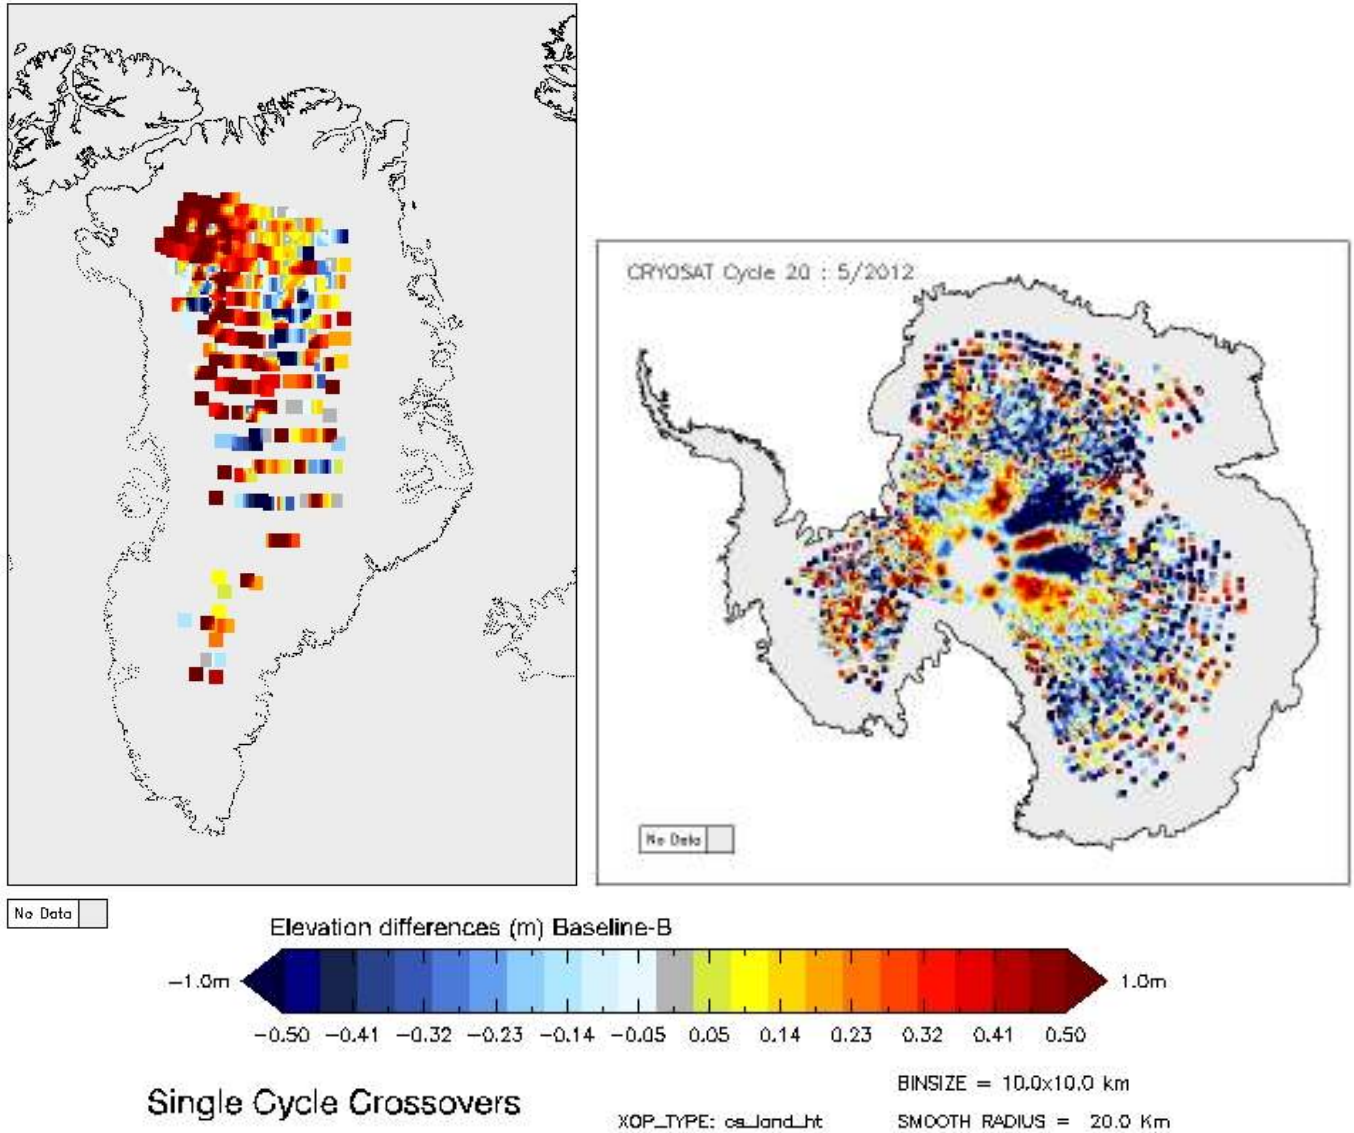 CRYOSAT Cycle 20 : 5/2012
No Data
No Data
Elevation differences (m) Baseline-B
-1.0m
1.0m
-0.50 -0.41 -0.32 -0.23 -0.14 -0.05 0.05 0.14 0.23 0.32 0.41 0.50
BINSIZE = 10.0x10.0 km
Single Cycle Crossovers
XOP_TYPE: cs_land_ht
SMOOTH RADIUS = 20.0 Km